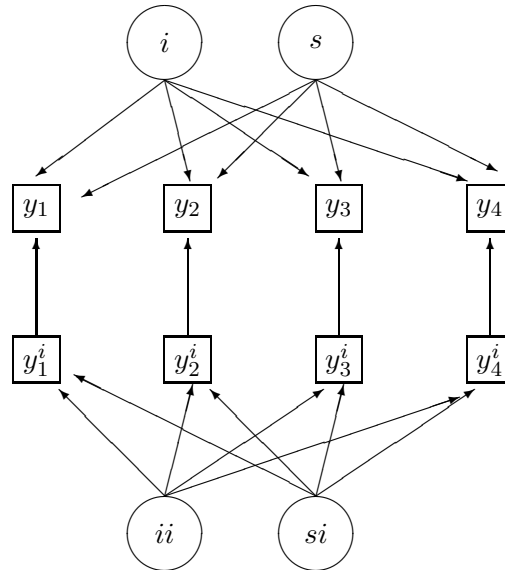 i s
y₁ y₂ y₃ y₄
y₁ⁱ y₂ⁱ y₃ⁱ y₄ⁱ
ii si